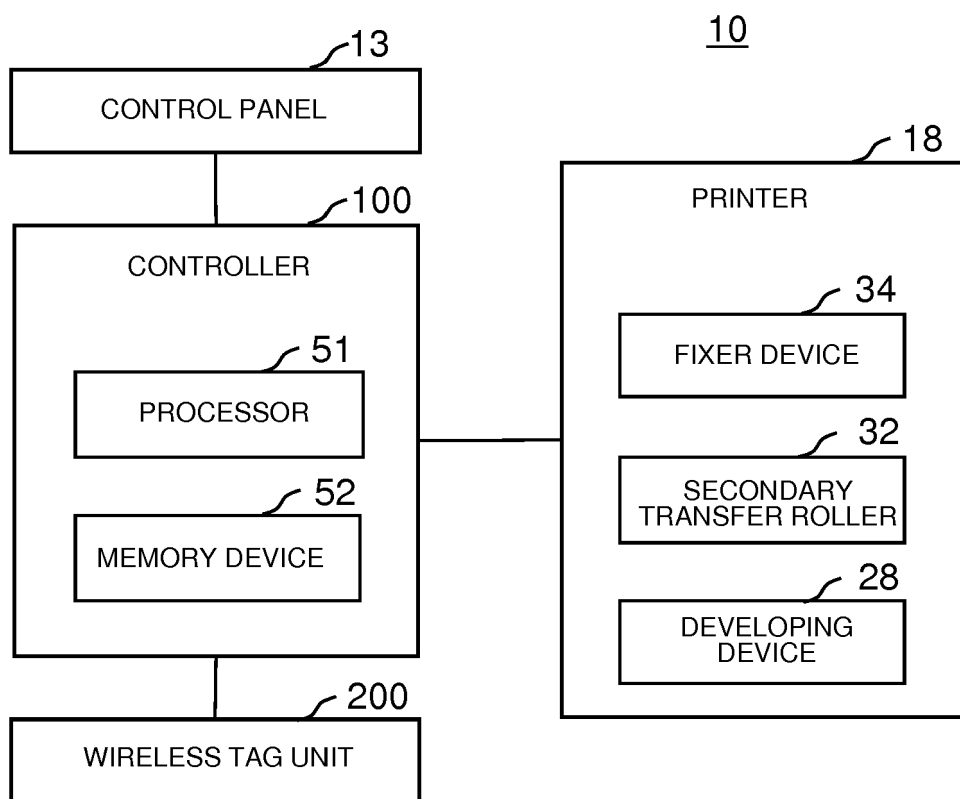 10
13
CONTROL PANEL
100
CONTROLLER
51
PROCESSOR
52
MEMORY DEVICE
200
WIRELESS TAG UNIT
18
PRINTER
34
FIXER DEVICE
32
SECONDARY
TRANSFER ROLLER
28
DEVELOPING
DEVICE